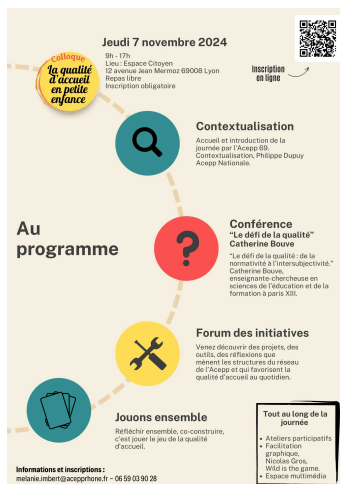 Jeudi 7 novembre 2024
9h - 17h
Lieu : Espace Citoyen
12 avenue Jean Mermoz 69008 Lyon
Repas libre
Inscription obligatoire
Colloque
La qualité
d'accueil
en petite
enfance
Inscription
en ligne
Contextualisation
Accueil et introduction de la
journée par l'Acepp 69.
Contextualisation, Philippe Dupuy
Acepp Nationale.
Au
programme
Conférence
"Le défi de la qualité"
Catherine Bouve
"Le défi de la qualité : de la
normativité à l'intersubjectivité."
Catherine Bouve,
enseignante-chercheuse en
sciences de l'éducation et de la
formation à paris XIII.
Forum des initiatives
Venez découvrir des projets, des
outils, des réflexions que
mènent les structures du réseau
de l'Acepp et qui favorisent la
qualité d'accueil au quotidien.
Jouons ensemble
Réfléchir ensemble, co-construire,
c'est jouer le jeu de la qualité
d'accueil.
Tout au long de la
journée
• Ateliers participatifs
• Facilitation
graphique,
Nicolas Gros,
Wild is the game.
• Espace multimédia
Informations et inscriptions :
melanie.imbert@acepprhone.fr – 06 59 03 90 28